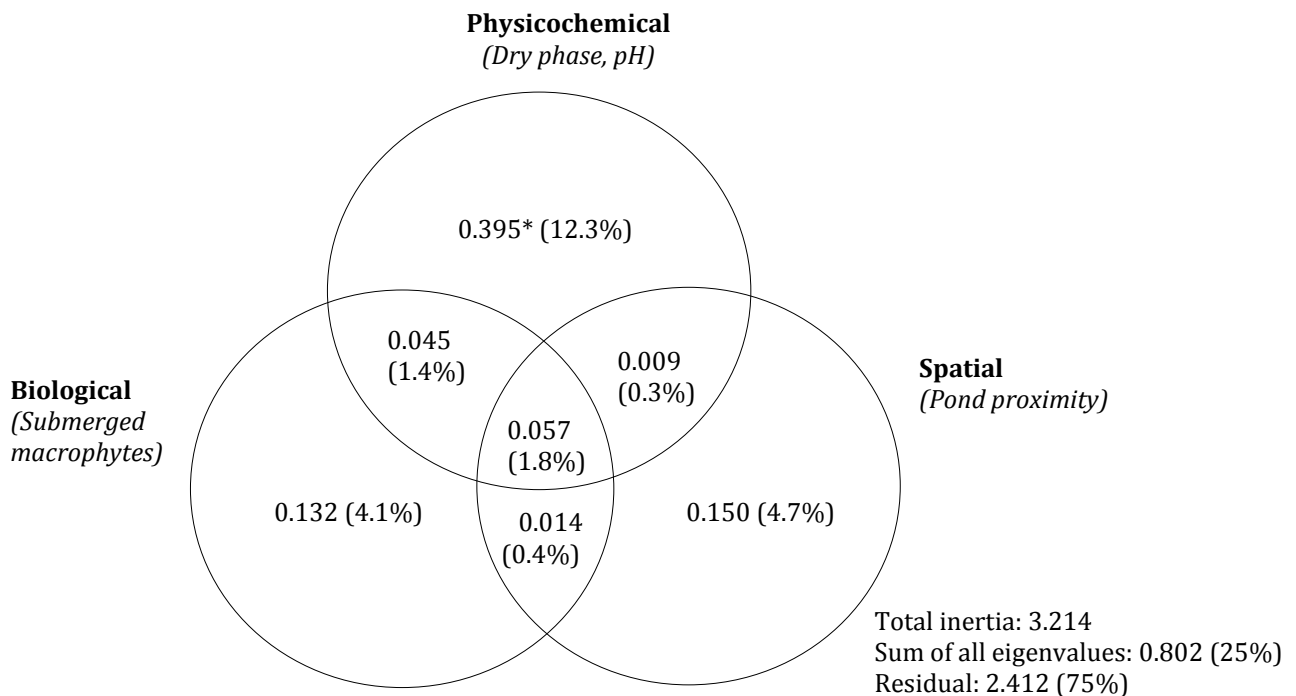 Physicochemical
(Dry phase, pH)
0.395* (12.3%)
0.045
(1.4%)
0.009
(0.3%)
Biological
(Submerged
macrophytes)
Spatial
(Pond proximity)
0.057
(1.8%)
0.132 (4.1%)
0.014
(0.4%)
0.150 (4.7%)
Total inertia: 3.214
Sum of all eigenvalues: 0.802 (25%)
Residual: 2.412 (75%)